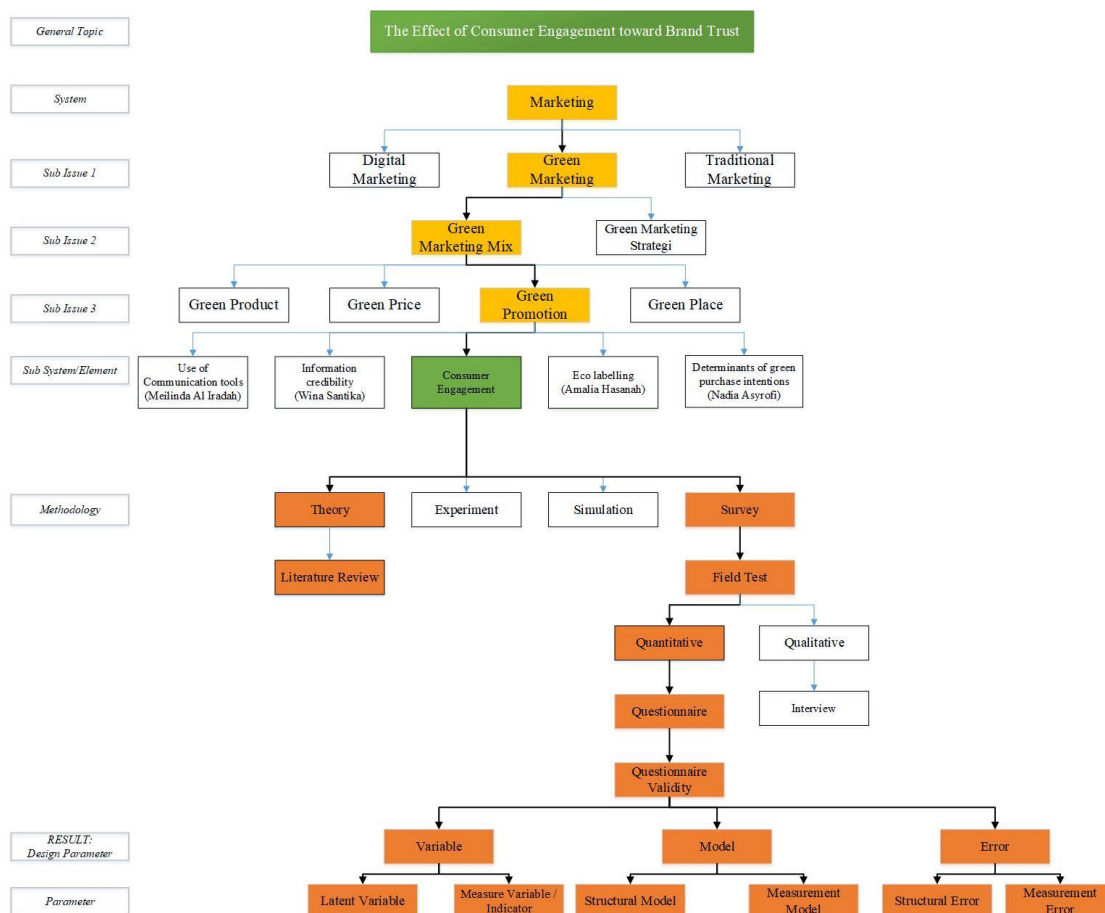 General Topic
The Effect of Consumer Engagement toward Brand Trust
System
Marketing
Sub Issue 1
Digital
Marketing
Green
Marketing
Traditional
Marketing
Sub Issue 2
Green
Marketing Mix
Green Marketing
Strategi
Sub Issue 3
Green Product
Green Price
Green
Promotion
Green Place
Sub System/Element
Use of
Communication tools
(Meilinda Al Iradah)
Information
credibility
(Wina Santika)
Consumer
Engagement
Eco labelling
(Amalia Hasanah)
Determinants of green
purchase intentions
(Nadia Asyrofi)
Methodology
Theory
Experiment
Simulation
Survey
Literature Review
Field Test
Quantitative
Qualitative
Questionnaire
Interview
Questionnaire
Validity
RESULT:
Design Parameter
Variable
Model
Error
Parameter
Latent Variable
Measure Variable /
Indicator
Structural Model
Measurement
Model
Structural Error
Measurement
Error